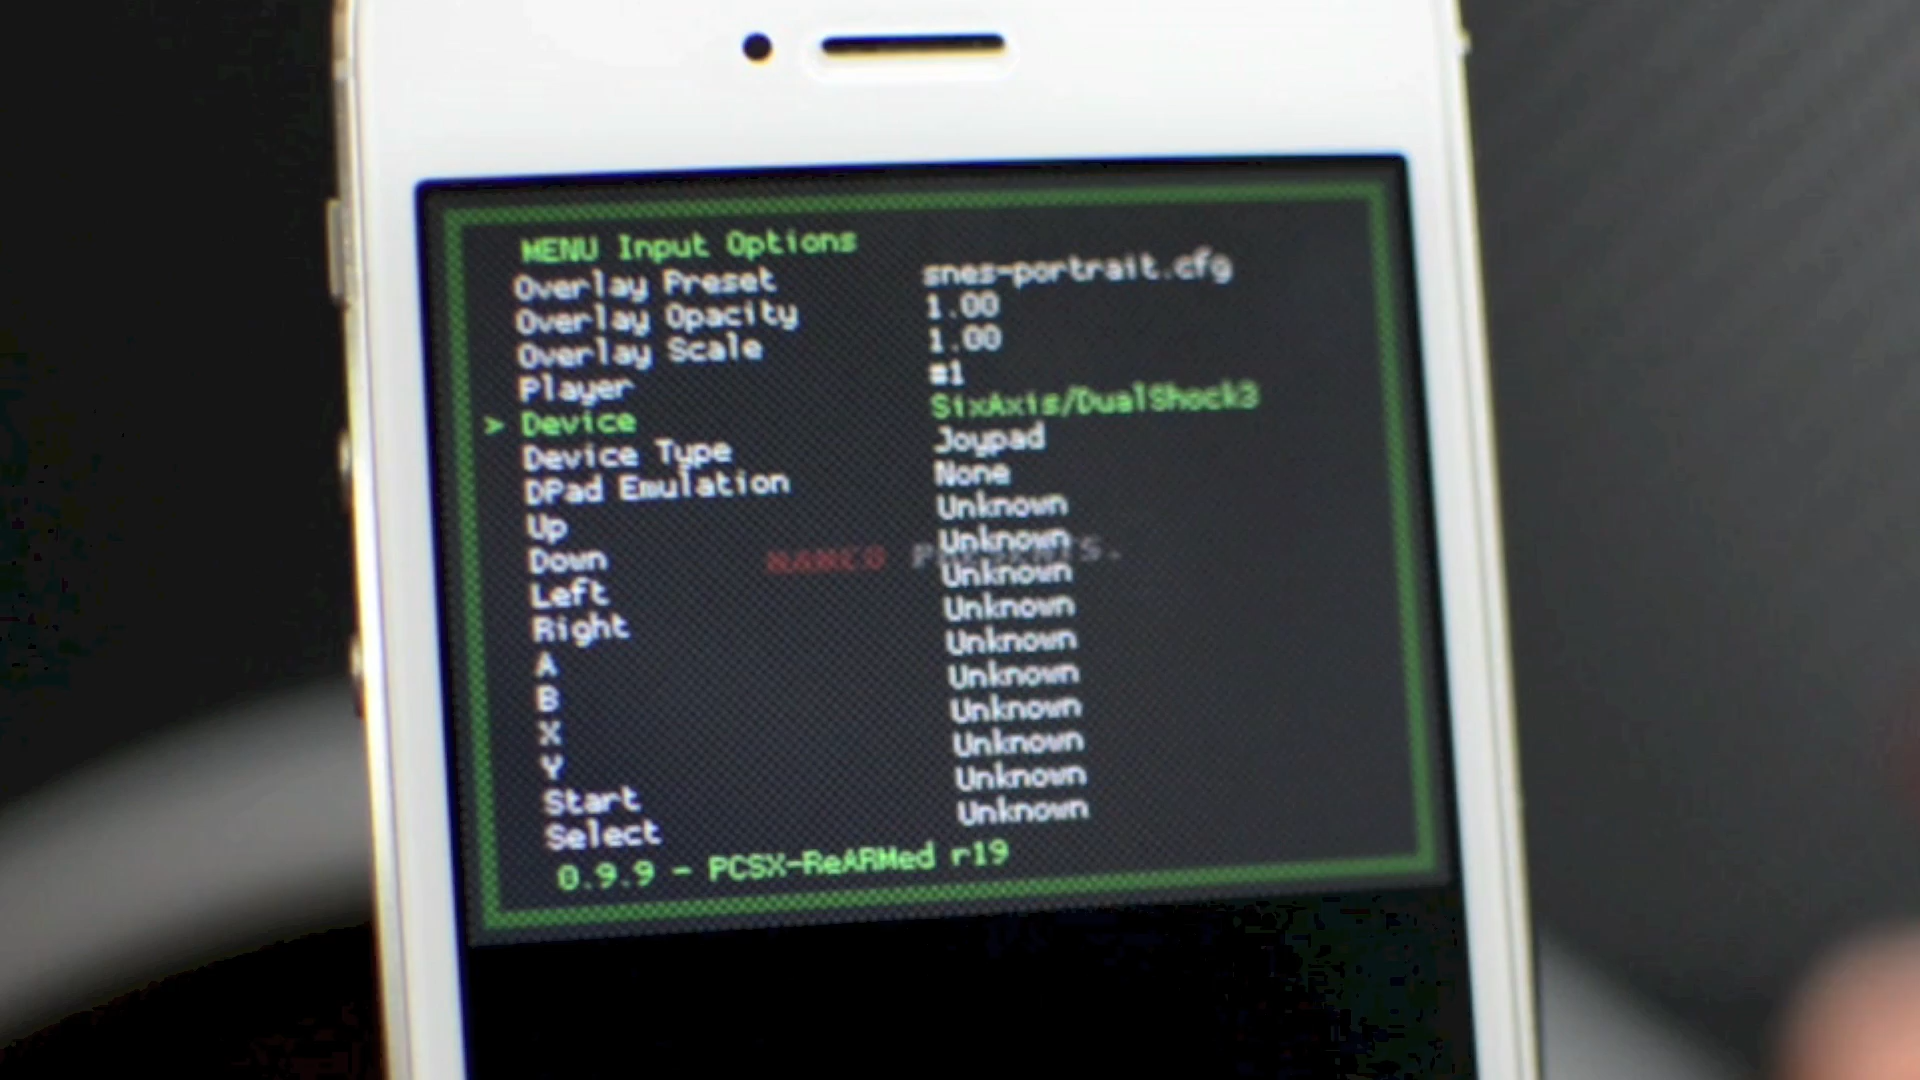 MENU Input Options
Overlay Preset snes-portrait.cfg
Overlay Opacity 1.00
Overlay Scale 1.00
Player #1
> Device SixAxis/DualShock3
Device Type Joypad
DPad Emulation None
Up Unknown
Down Unknown
NAMCO
Left Unknown
Right Unknown
A Unknown
B Unknown
X Unknown
Y Unknown
Start Unknown
Select Unknown
0.9.9 - PCSX-ReARMed r19